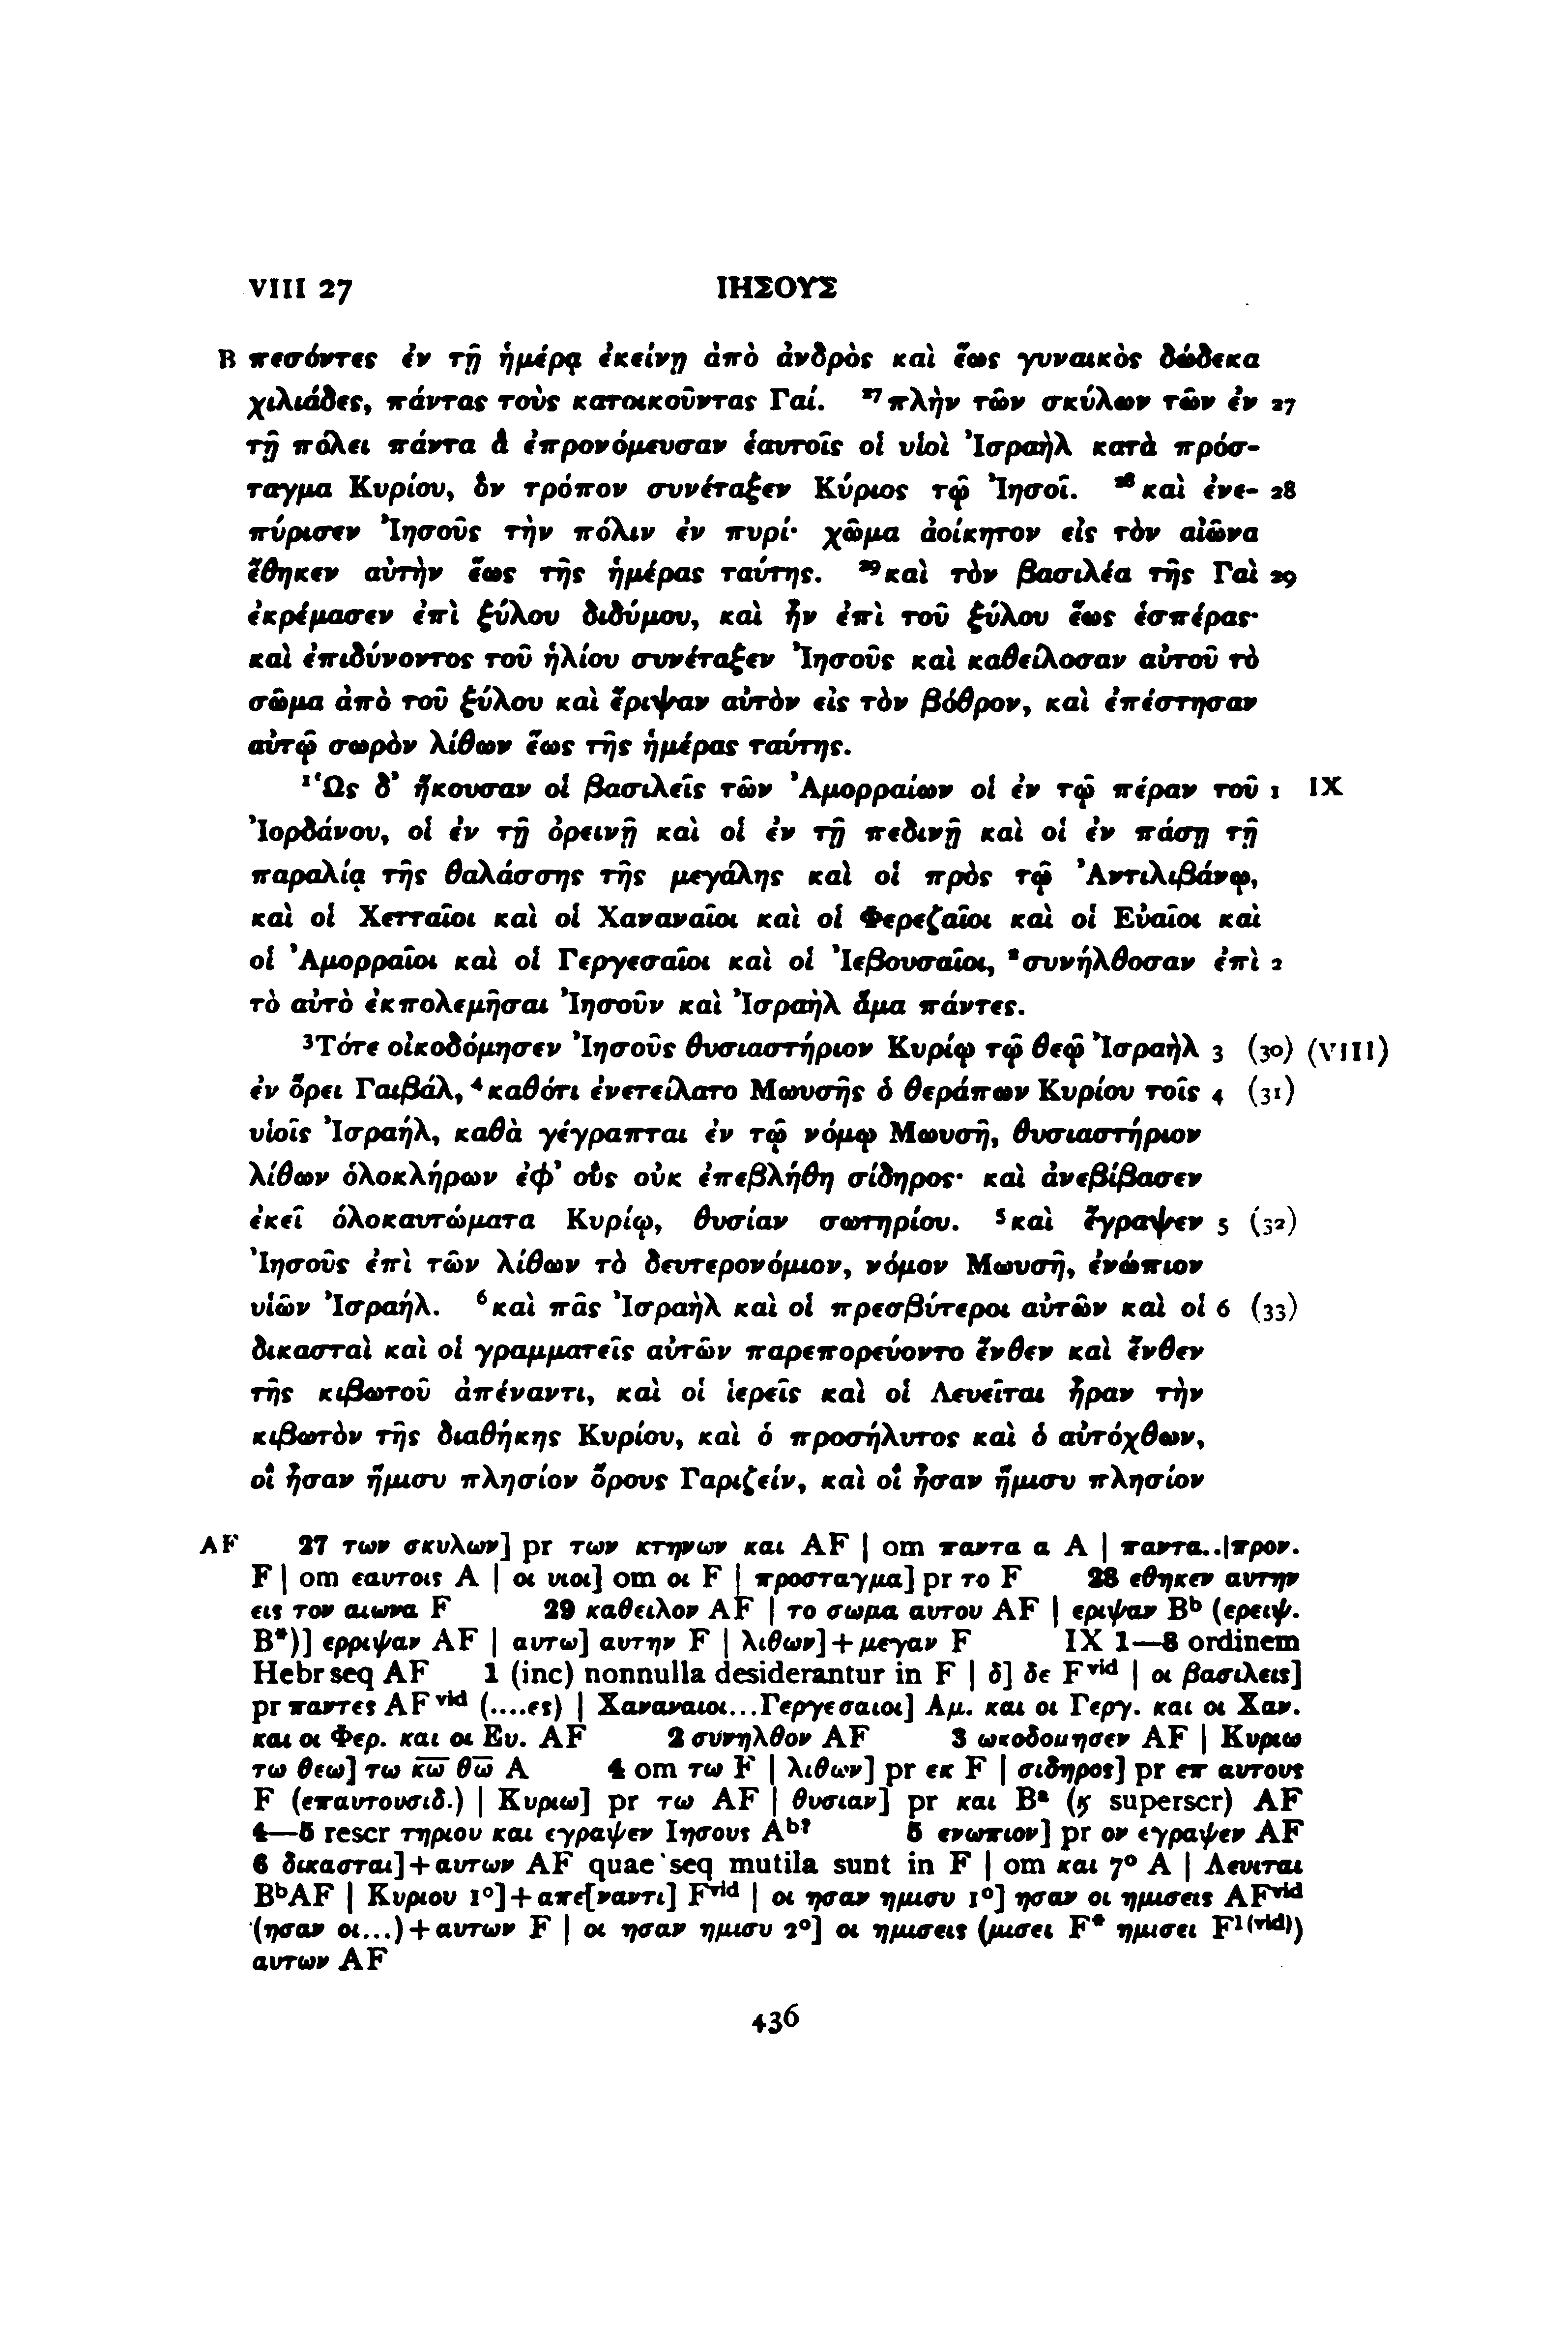 VIII 27 ΙΗΣΟΥΣ
B πεσόντες ἐν τῇ ἡμέρᾳ ἐκείνῃ ἀπὸ ἀνδρὸς καὶ ἕως γυναικὸς δώδεκα
χιλιάδες, πάντας τοὺς κατοικοῦντας Γαί. ²⁷πλὴν τῶν σκύλων τῶν ἐν 27
τῇ πόλει πάντα ἃ ἐπρονόμευσαν ἑαυτοῖς οἱ υἱοὶ Ἰσραὴλ κατὰ πρόσ-
ταγμα Κυρίου, ὃν τρόπον συνέταξεν Κύριος τῷ Ἰησοῖ. ²⁸καὶ ἐνε- 28
πύρισεν Ἰησοῦς τὴν πόλιν ἐν πυρί· χῶμα ἀοίκητον εἰς τὸν αἰῶνα
ἔθηκεν αὐτὴν ἕως τῆς ἡμέρας ταύτης. ²⁹καὶ τὸν βασιλέα τῆς Γαὶ 29
ἐκρέμασεν ἐπὶ ξύλου διδύμου, καὶ ἦν ἐπὶ τοῦ ξύλου ἕως ἑσπέρας·
καὶ ἐπιδύνοντος τοῦ ἡλίου συνέταξεν Ἰησοῦς καὶ καθείλοσαν αὐτοῦ τὸ
σῶμα ἀπὸ τοῦ ξύλου καὶ ἔριψαν αὐτὸν εἰς τὸν βόθρον, καὶ ἐπέστησαν
αὐτῷ σωρὸν λίθων ἕως τῆς ἡμέρας ταύτης.
¹Ὡς δ’ ἤκουσαν οἱ βασιλεῖς τῶν Ἀμορραίων οἱ ἐν τῷ πέραν τοῦ 1 IX
Ἰορδάνου, οἱ ἐν τῇ ὀρεινῇ καὶ οἱ ἐν τῇ πεδινῇ καὶ οἱ ἐν πάσῃ τῇ
παραλίᾳ τῆς θαλάσσης τῆς μεγάλης καὶ οἱ πρὸς τῷ Ἀντιλιβάνῳ,
καὶ οἱ Χετταῖοι καὶ οἱ Χαναναῖοι καὶ οἱ Φερεζαῖοι καὶ οἱ Εὑαῖοι καὶ
οἱ Ἀμορραῖοι καὶ οἱ Γεργεσαῖοι καὶ οἱ Ἰεβουσαῖοι, ²συνήλθοσαν ἐπὶ 2
τὸ αὐτὸ ἐκπολεμῆσαι Ἰησοῦν καὶ Ἰσραὴλ ἅμα πάντες.
³Τότε οἰκοδόμησεν Ἰησοῦς θυσιαστήριον Κυρίῳ τῷ θεῷ Ἰσραὴλ 3 (30) (VIII)
ἐν ὄρει Γαιβάλ, ⁴καθότι ἐνετείλατο Μωυσῆς ὁ θεράπων Κυρίου τοῖς 4 (31)
υἱοῖς Ἰσραήλ, καθὰ γέγραπται ἐν τῷ νόμῳ Μωυσῆ, θυσιαστήριον
λίθων ὁλοκλήρων ἐφ’ οὓς οὐκ ἐπεβλήθη σίδηρος· καὶ ἀνεβίβασεν
ἐκεῖ ὁλοκαυτώματα Κυρίῳ, θυσίαν σωτηρίου. ⁵καὶ ἔγραψεν 5 (32)
Ἰησοῦς ἐπὶ τῶν λίθων τὸ δευτερονόμιον, νόμον Μωυσῆ, ἐνώπιον
υἱῶν Ἰσραήλ. ⁶καὶ πᾶς Ἰσραὴλ καὶ οἱ πρεσβύτεροι αὐτῶν καὶ οἱ 6 (33)
δικασταὶ καὶ οἱ γραμματεῖς αὐτῶν παρεπορεύοντο ἔνθεν καὶ ἔνθεν
τῆς κιβωτοῦ ἀπέναντι, καὶ οἱ ἱερεῖς καὶ οἱ Λευεῖται ἦραν τὴν
κιβωτὸν τῆς διαθήκης Κυρίου, καὶ ὁ προσήλυτος καὶ ὁ αὐτόχθων,
οἳ ἦσαν ἥμισυ πλησίον ὄρους Γαριζείν, καὶ οἳ ἦσαν ἥμισυ πλησίον
AF 27 των σκυλων] pr των κτηνων και AF | om παντα α A | παντα..|προν.
F | om εαυτοις A | οι υιοι] om οι F | προσταγμα] pr το F 28 εθηκεν αυτην
εις τον αιωνα F 29 καθειλον AF | το σωμα αυτου AF | εριψαν Bᵇ (ερειψ.
B*)] ερριψαν AF | αυτω] αυτην F | λιθων]+μεγαν F IX 1—8 ordinem
Hebr seq AF 1 (inc) nonnulla desiderantur in F | δ] δε Fᵛⁱᵈ | οι βασιλεις]
pr παντες AFᵛⁱᵈ (....ες) | Χαναναιοι...Γεργεσαιοι] Αμ. και οι Γεργ. και οι Χαν.
και οι Φερ. και οι Ευ. AF 2 συνηλθον AF 3 ωκοδομησεν AF | Κυριω
τω θεω] τω κ̅ω̅ θ̅ω̅ A 4 om τω F | λιθων] pr εκ F | σιδηρος] pr επ αυτους
F (επαυτουσιδ.) | Κυριω] pr τω AF | θυσιαν] pr και Bᵃ (ϗ superscr) AF
4—5 rescr τηριου και εγραψεν Ιησους Aᵇ? 5 ενωπιον] pr ον εγραψεν AF
6 δικασται]+αυτων AF quae seq mutila sunt in F | om και 7° A | Λευιται
BᵇAF | Κυριου 1°]+απε[ναντι] Fᵛⁱᵈ | οι ησαν ημισυ 1°] ησαν οι ημισεις AFᵛⁱᵈ
(ησαν οι...)+αυτων F | οι ησαν ημισυ 2°] οι ημισεις (μισει F* ημισει F¹⁽ᵛⁱᵈ⁾)
αυτων AF
436